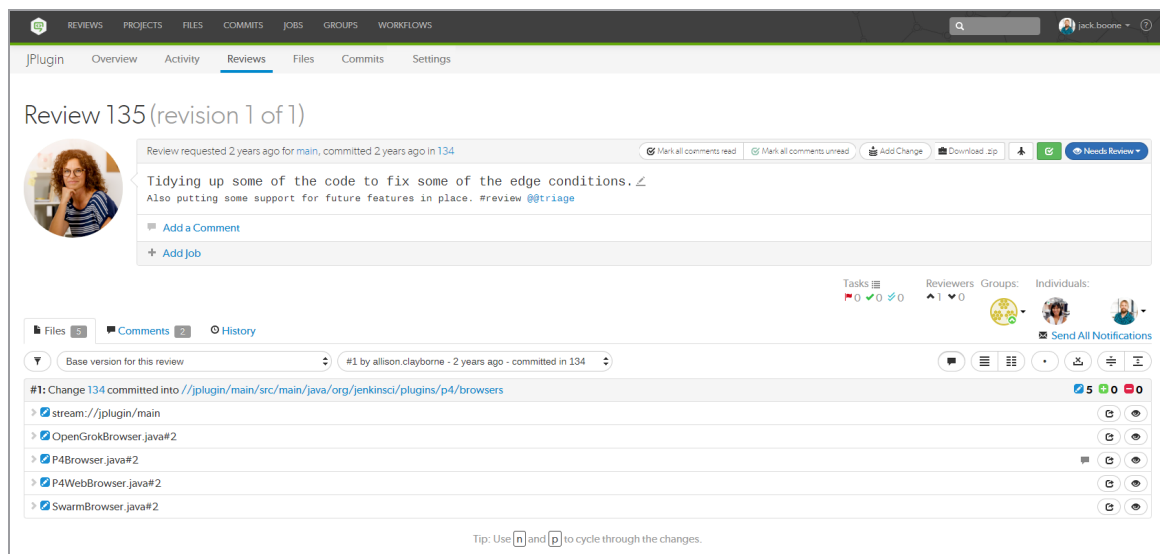 REVIEWS PROJECTS FILES COMMITS JOBS GROUPS WORKFLOWS jack.boone
JPlugin Overview Activity Reviews Files Commits Settings
Review 135 (revision 1 of 1)
Review requested 2 years ago for main, committed 2 years ago in 134 Mark all comments read Mark all comments unread Add Change Download .zip Needs Review
Tidying up some of the code to fix some of the edge conditions.
Also putting some support for future features in place. #review @@triage
Add a Comment
+ Add Job
Tasks Reviewers Groups: Individuals:
0 0 0 1 0
Files 5 Comments 2 History Send All Notifications
Base version for this review #1 by allison.clayborne - 2 years ago - committed in 134
#1: Change 134 committed into //jplugin/main/src/main/java/org/jenkinsci/plugins/p4/browsers 5 0 0
stream://jplugin/main
OpenGrokBrowser.java#2
P4Browser.java#2
P4WebBrowser.java#2
SwarmBrowser.java#2
Tip: Use n and p to cycle through the changes.